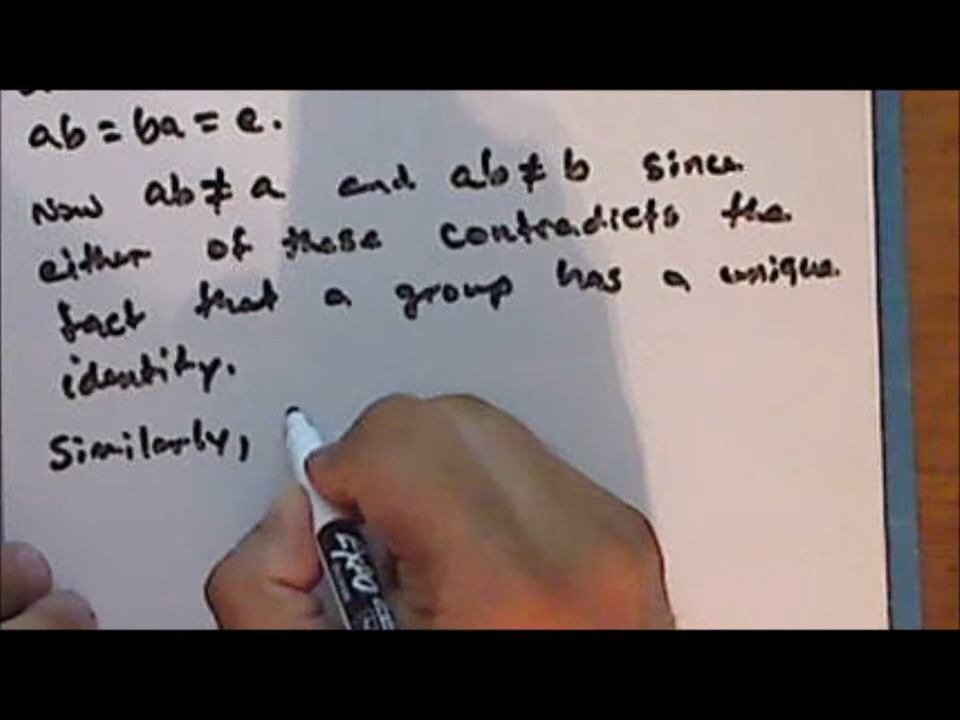 ab = ba = e.
Now ab ≠ a and ab ≠ b since
either of these contradicts the
fact that a group has a unique
identity.
Similarly,
EXPO